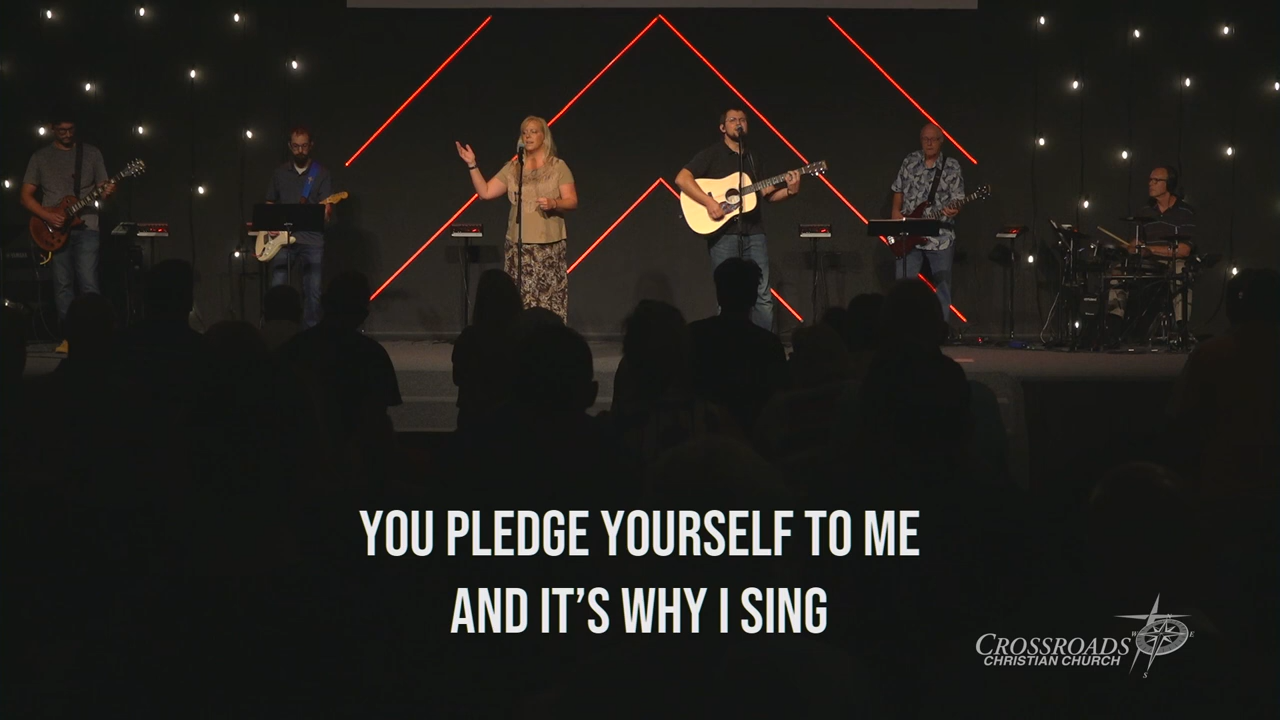 YOU PLEDGE YOURSELF TO ME
AND IT'S WHY I SING
CROSSROADS
CHRISTIAN CHURCH
W
E
S